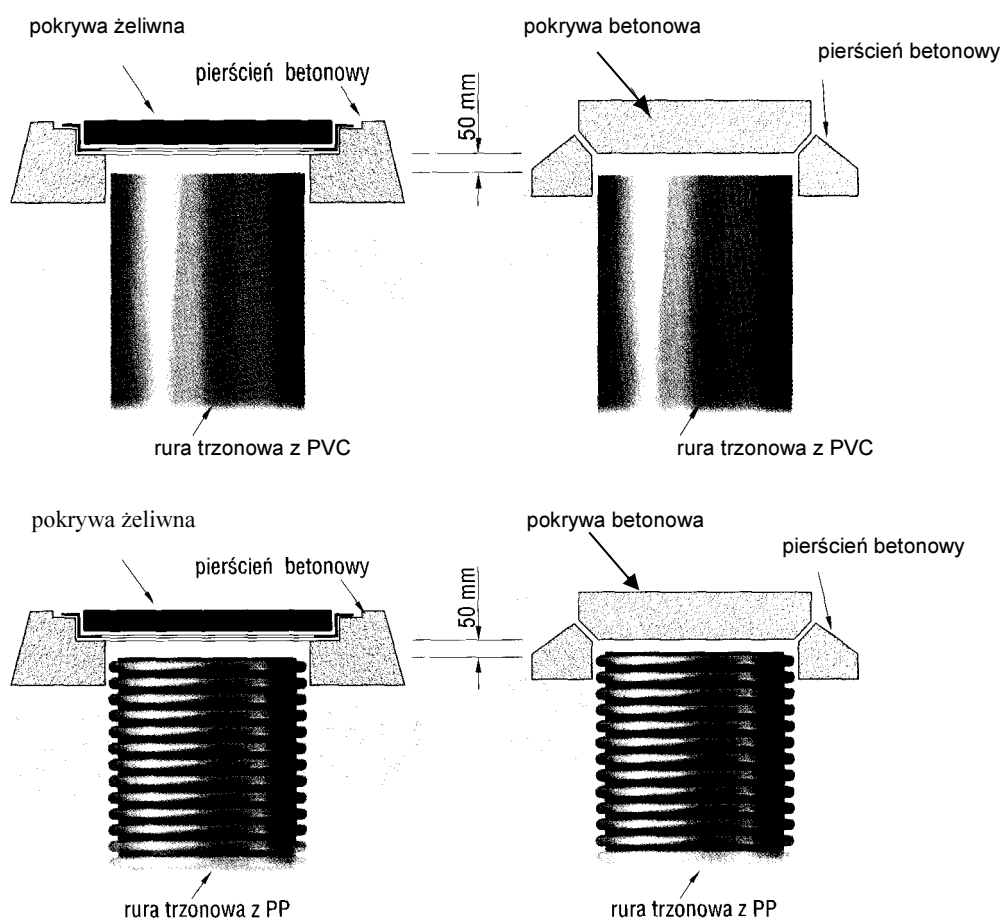 pokrywa żeliwna
pierścień betonowy
50 mm
pokrywa betonowa
pierścień betonowy
rura trzonowa z PVC
rura trzonowa z PVC
pokrywa żeliwna
pierścień betonowy
50 mm
pokrywa betonowa
pierścień betonowy
rura trzonowa z PP
rura trzonowa z PP